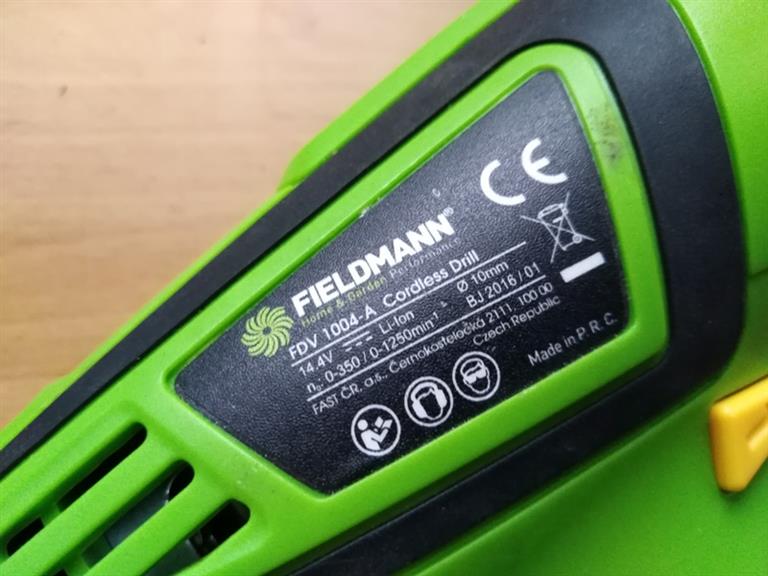 FIELDMANN®
Home & Garden Performance
FDV 1004-A Cordless Drill
14.4V Li-Ion Ø 10mm
n₀: 0-350 / 0-1250min⁻¹ BJ 2016/01
FAST ČR, a.s., Černokostelecká 2111, 100 00
Czech Republic
Made in P. R. C.
CE